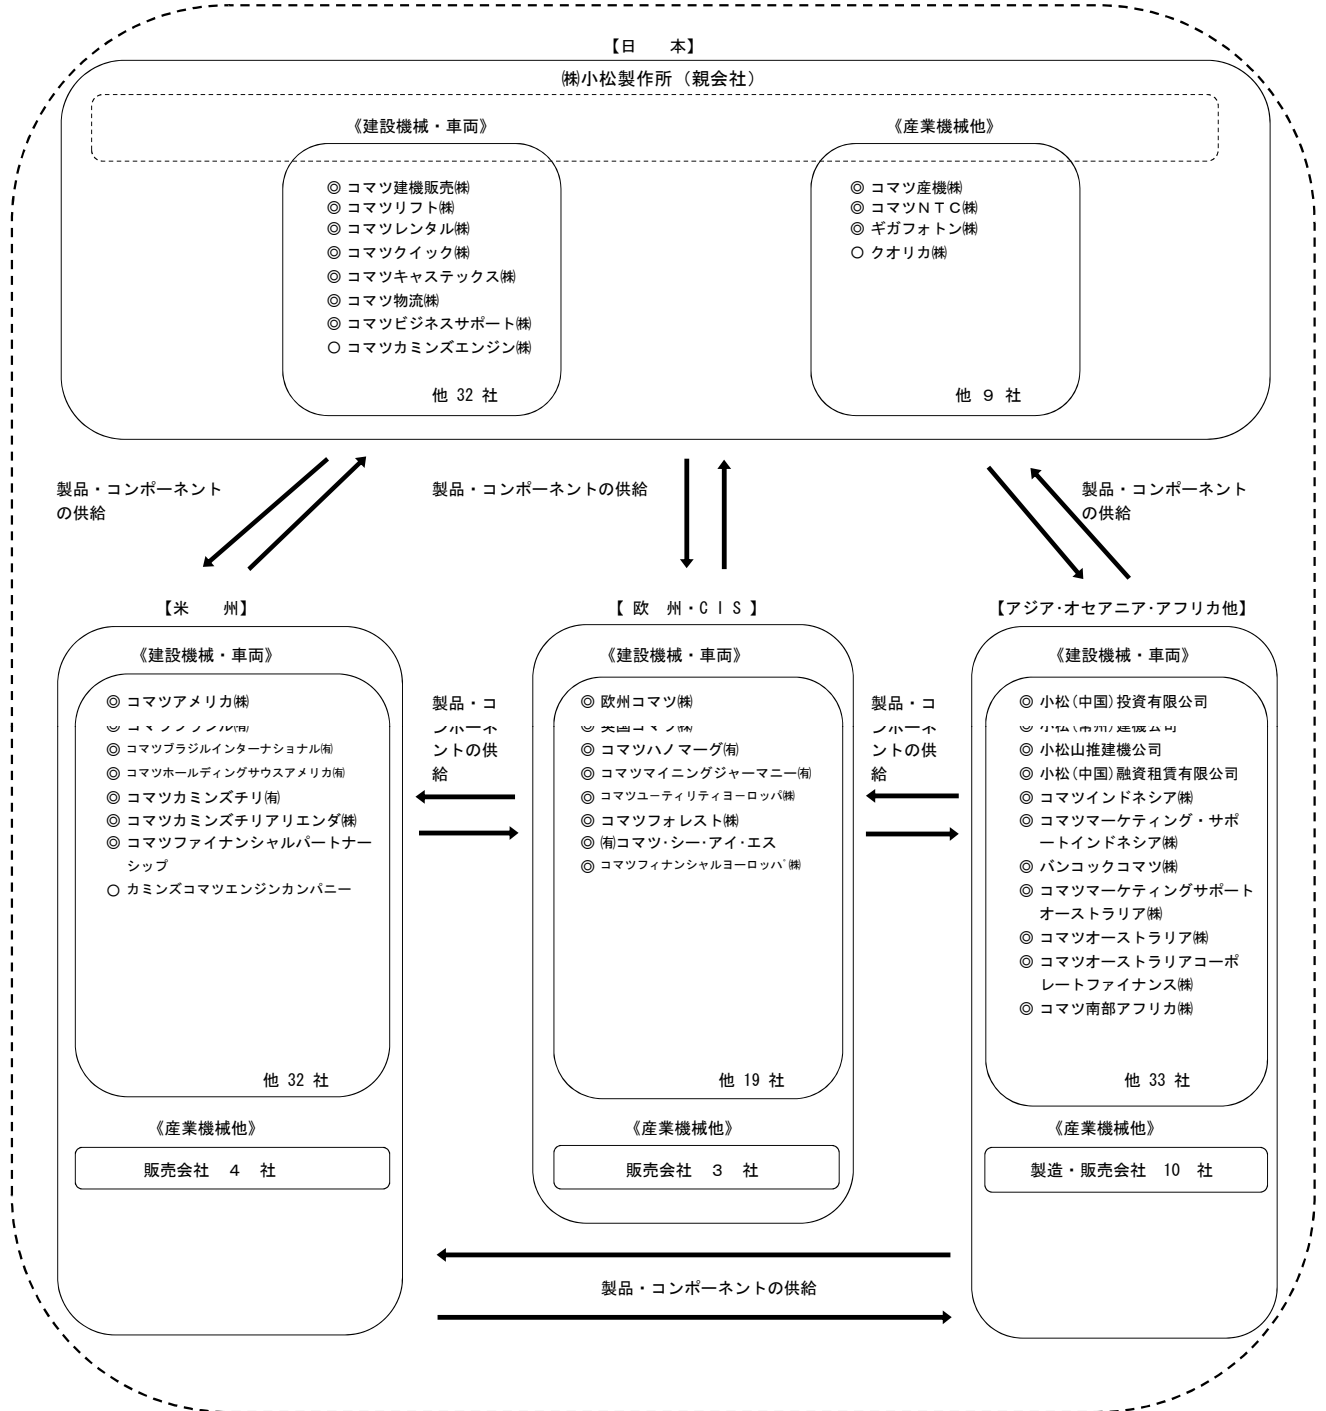 【日　本】
㈱小松製作所（親会社）
《建設機械・車両》
◎ コマツ建機販売㈱
◎ コマツリフト㈱
◎ コマツレンタル㈱
◎ コマツクイック㈱
◎ コマツキャステックス㈱
◎ コマツ物流㈱
◎ コマツビジネスサポート㈱
○ コマツカミンズエンジン㈱
他 32 社
《産業機械他》
◎ コマツ産機㈱
◎ コマツＮＴＣ㈱
◎ ギガフォトン㈱
○ クオリカ㈱
他 ９ 社
製品・コンポーネント
の供給
製品・コンポーネントの供給
製品・コンポーネント
の供給
【米　州】
《建設機械・車両》
◎ コマツアメリカ㈱
◎ コマツブラジル㈲
◎ コマツブラジルインターナショナル㈲
◎ コマツホールディングサウスアメリカ㈲
◎ コマツカミンズチリ㈲
◎ コマツカミンズチリアリエンダ㈱
◎ コマツファイナンシャルパートナー
シップ
○ カミンズコマツエンジンカンパニー
他 32 社
《産業機械他》
販売会社　４　社
製品・コ
ンポーネ
ントの供
給
【 欧　州・ＣＩＳ 】
《建設機械・車両》
◎ 欧州コマツ㈱
◎ 英国コマツ㈱
◎ コマツハノマーグ㈲
◎ コマツマイニングジャーマニー㈲
◎ コマツユーティリティヨーロッパ㈱
◎ コマツフォレスト㈱
◎ ㈲コマツ・シー・アイ・エス
◎ コマツフィナンシャルヨーロッパ㈱
他 19 社
《産業機械他》
販売会社　３　社
製品・コ
ンポーネ
ントの供
給
【アジア・オセアニア・アフリカ他】
《建設機械・車両》
◎ 小松（中国）投資有限公司
◎ 小松（常州）建機公司
◎ 小松山推建機公司
◎ 小松（中国）融資租賃有限公司
◎ コマツインドネシア㈱
◎ コマツマーケティング・サポ
ートインドネシア㈱
◎ バンコックコマツ㈱
◎ コマツマーケティングサポート
オーストラリア㈱
◎ コマツオーストラリア㈱
◎ コマツオーストラリアコーポ
レートファイナンス㈱
◎ コマツ南部アフリカ㈱
他 33 社
《産業機械他》
製造・販売会社　10　社
製品・コンポーネントの供給